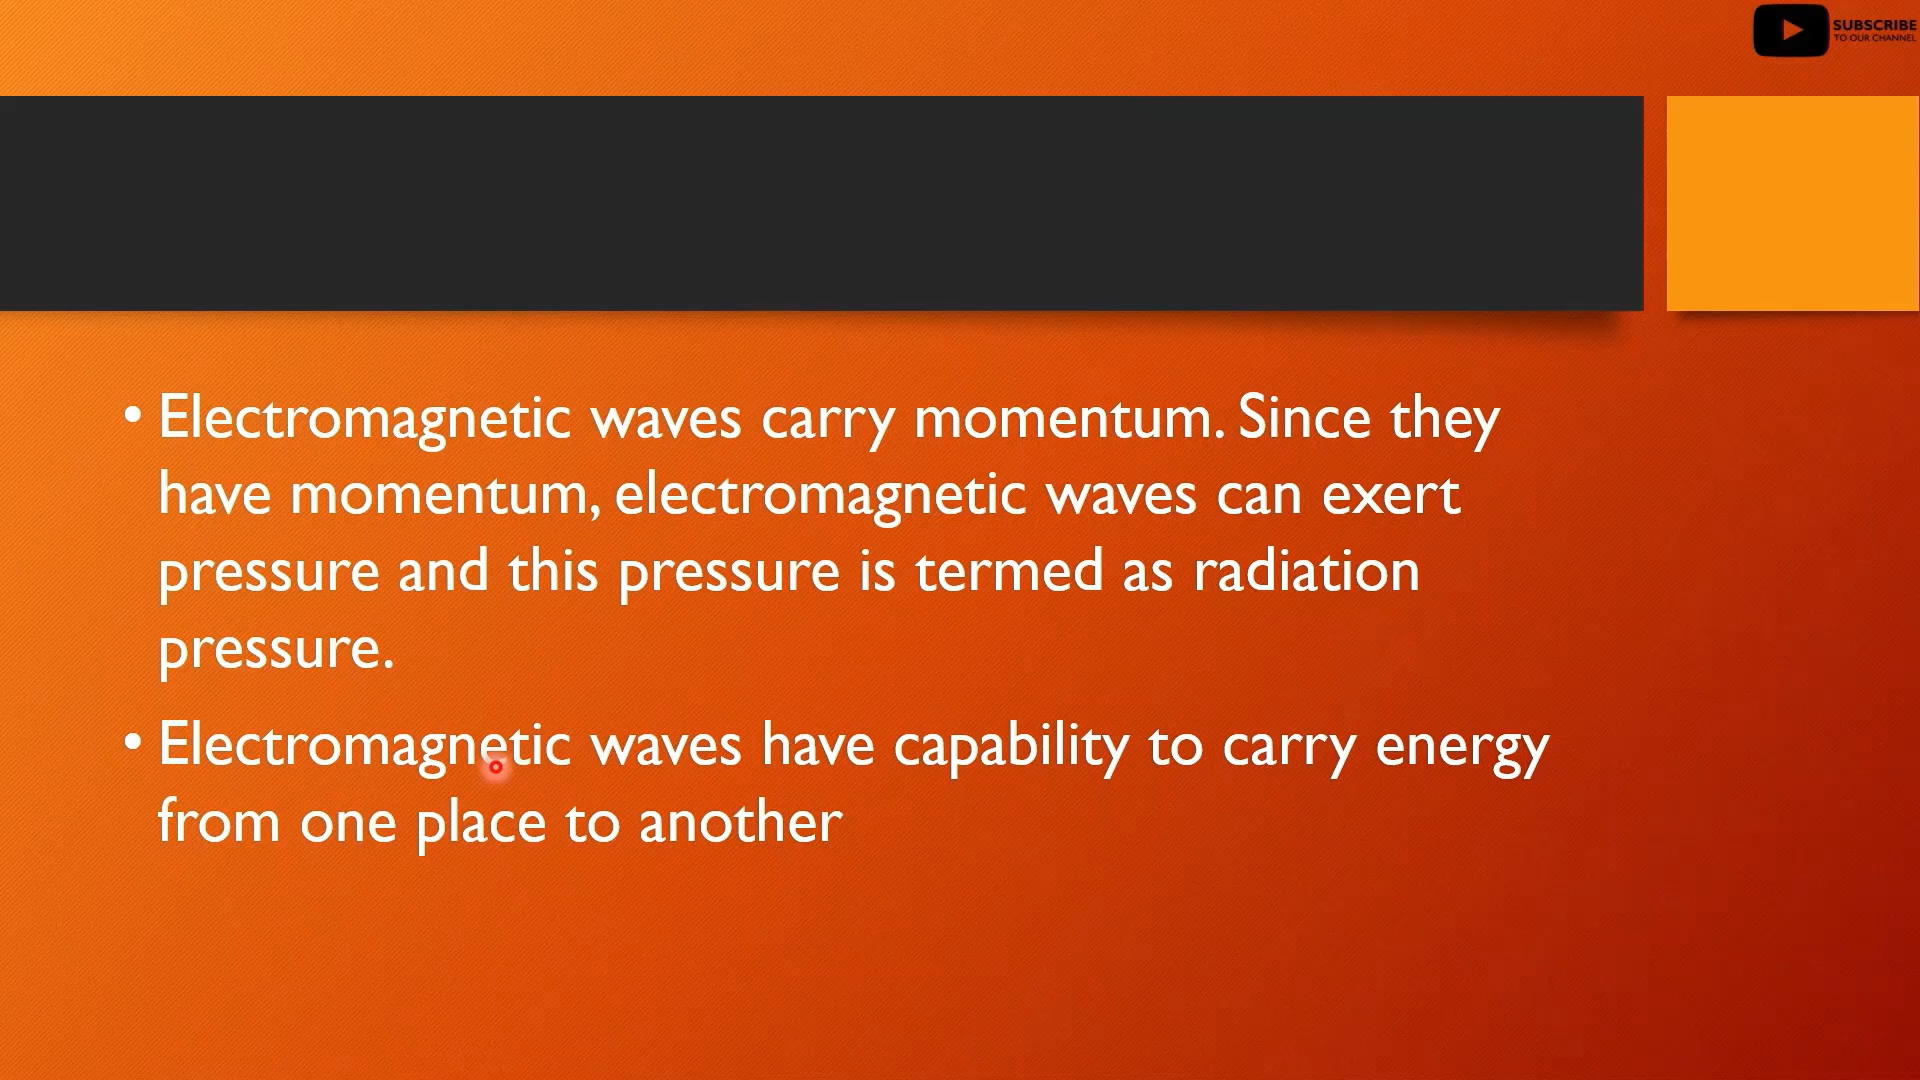 SUBSCRIBE
TO OUR CHANNEL
• Electromagnetic waves carry momentum. Since they
have momentum, electromagnetic waves can exert
pressure and this pressure is termed as radiation
pressure.
• Electromagnetic waves have capability to carry energy
from one place to another